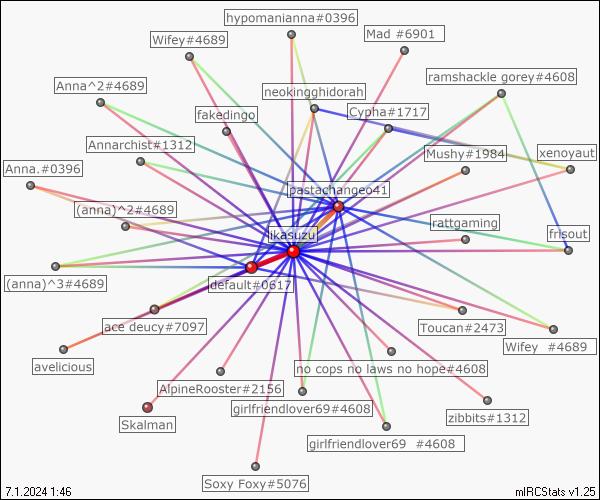 hypomanianna#0396
Mad #6901
Wifey#4689
ramshackle gorey#4608
Anna^2#4689
neokingghidorah
fakedingo
Cypha#1717
Annarchist#1312
Mushy#1984
xenoyaut
Anna.#0396
pastachangeo41
(anna)^2#4689
rattgaming
ikasuzu
frisout
(anna)^3#4689
default#0617
ace deucy#7097
Toucan#2473
Wifey #4689
avelicious
no cops no laws no hope#4608
AlpineRooster#2156
girlfriendlover69#4608
zibbits#1312
Skalman
girlfriendlover69 #4608
Soxy Foxy#5076
7.1.2024 1:46
mIRCStats v1.25